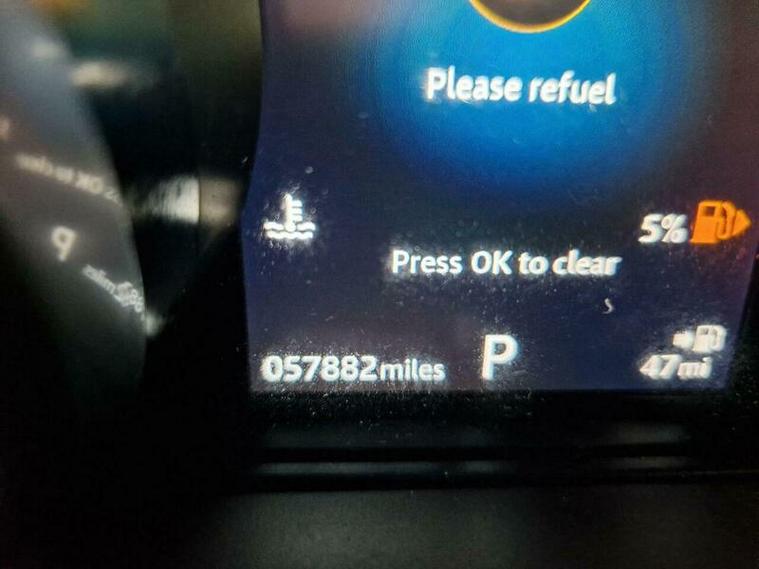 Please refuel
5%
Press OK to clear
057882miles
P
47mi